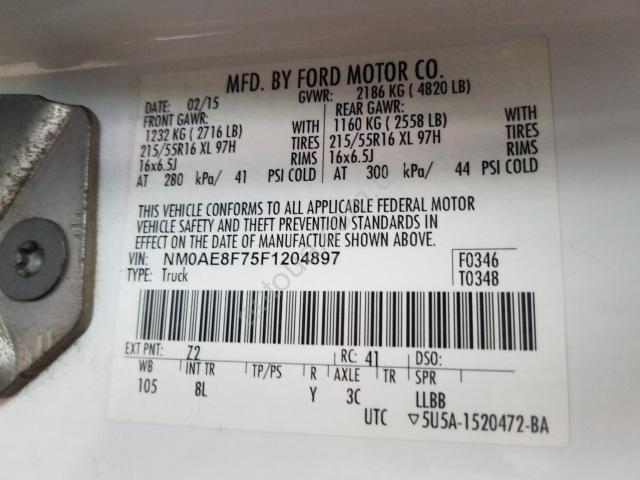 MFD. BY FORD MOTOR CO.
DATE: 02/15 GVWR: 2186 KG ( 4820 LB)
FRONT GAWR: REAR GAWR:
1232 KG ( 2716 LB) WITH 1160 KG ( 2558 LB) WITH
215/55R16 XL 97H TIRES 215/55R16 XL 97H TIRES
16x6.5J RIMS 16x6.5J RIMS
AT 280 kPa/ 41 PSI COLD AT 300 kPa/ 44 PSI COLD
THIS VEHICLE CONFORMS TO ALL APPLICABLE FEDERAL MOTOR
VEHICLE SAFETY AND THEFT PREVENTION STANDARDS IN
EFFECT ON THE DATE OF MANUFACTURE SHOWN ABOVE.
VIN: NM0AE8F75F1204897 F0346
TYPE: Truck T0348
EXT PNT: Z2 RC: 41 DSO:
WB INT TR TP/PS R AXLE TR SPR
105 8L Y 3C LLBB
UTC ▽5U5A-1520472-BA